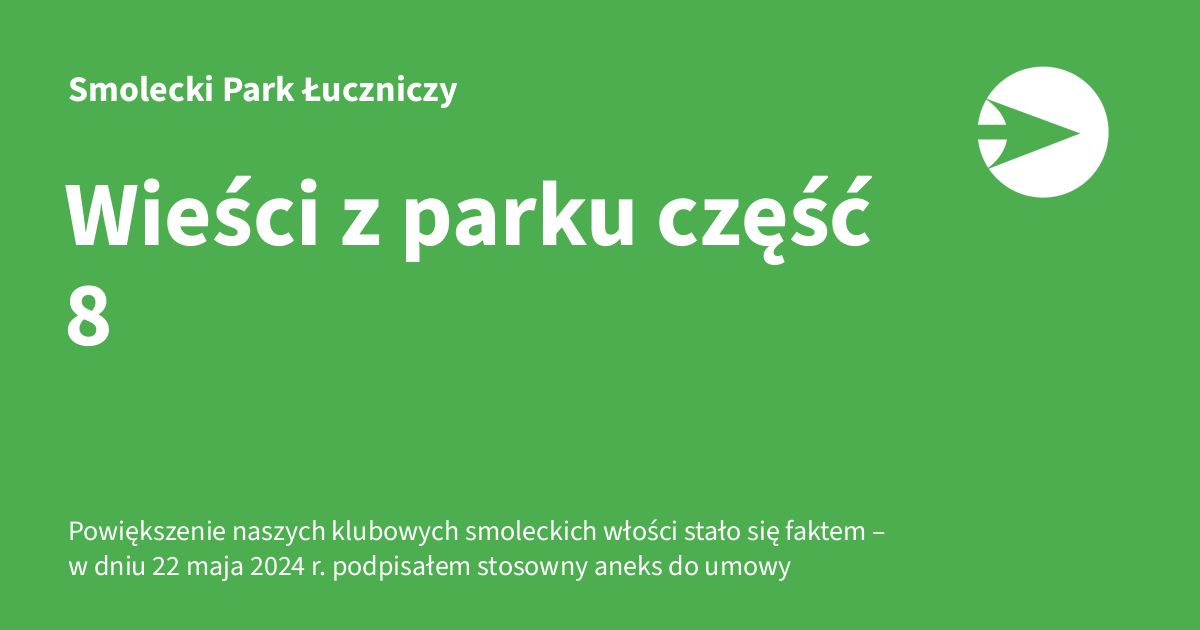 Smolecki Park Łuczniczy
Wieści z parku część
8
Powiększenie naszych klubowych smoleckich włości stało się faktem –
w dniu 22 maja 2024 r. podpisałem stosowny aneks do umowy